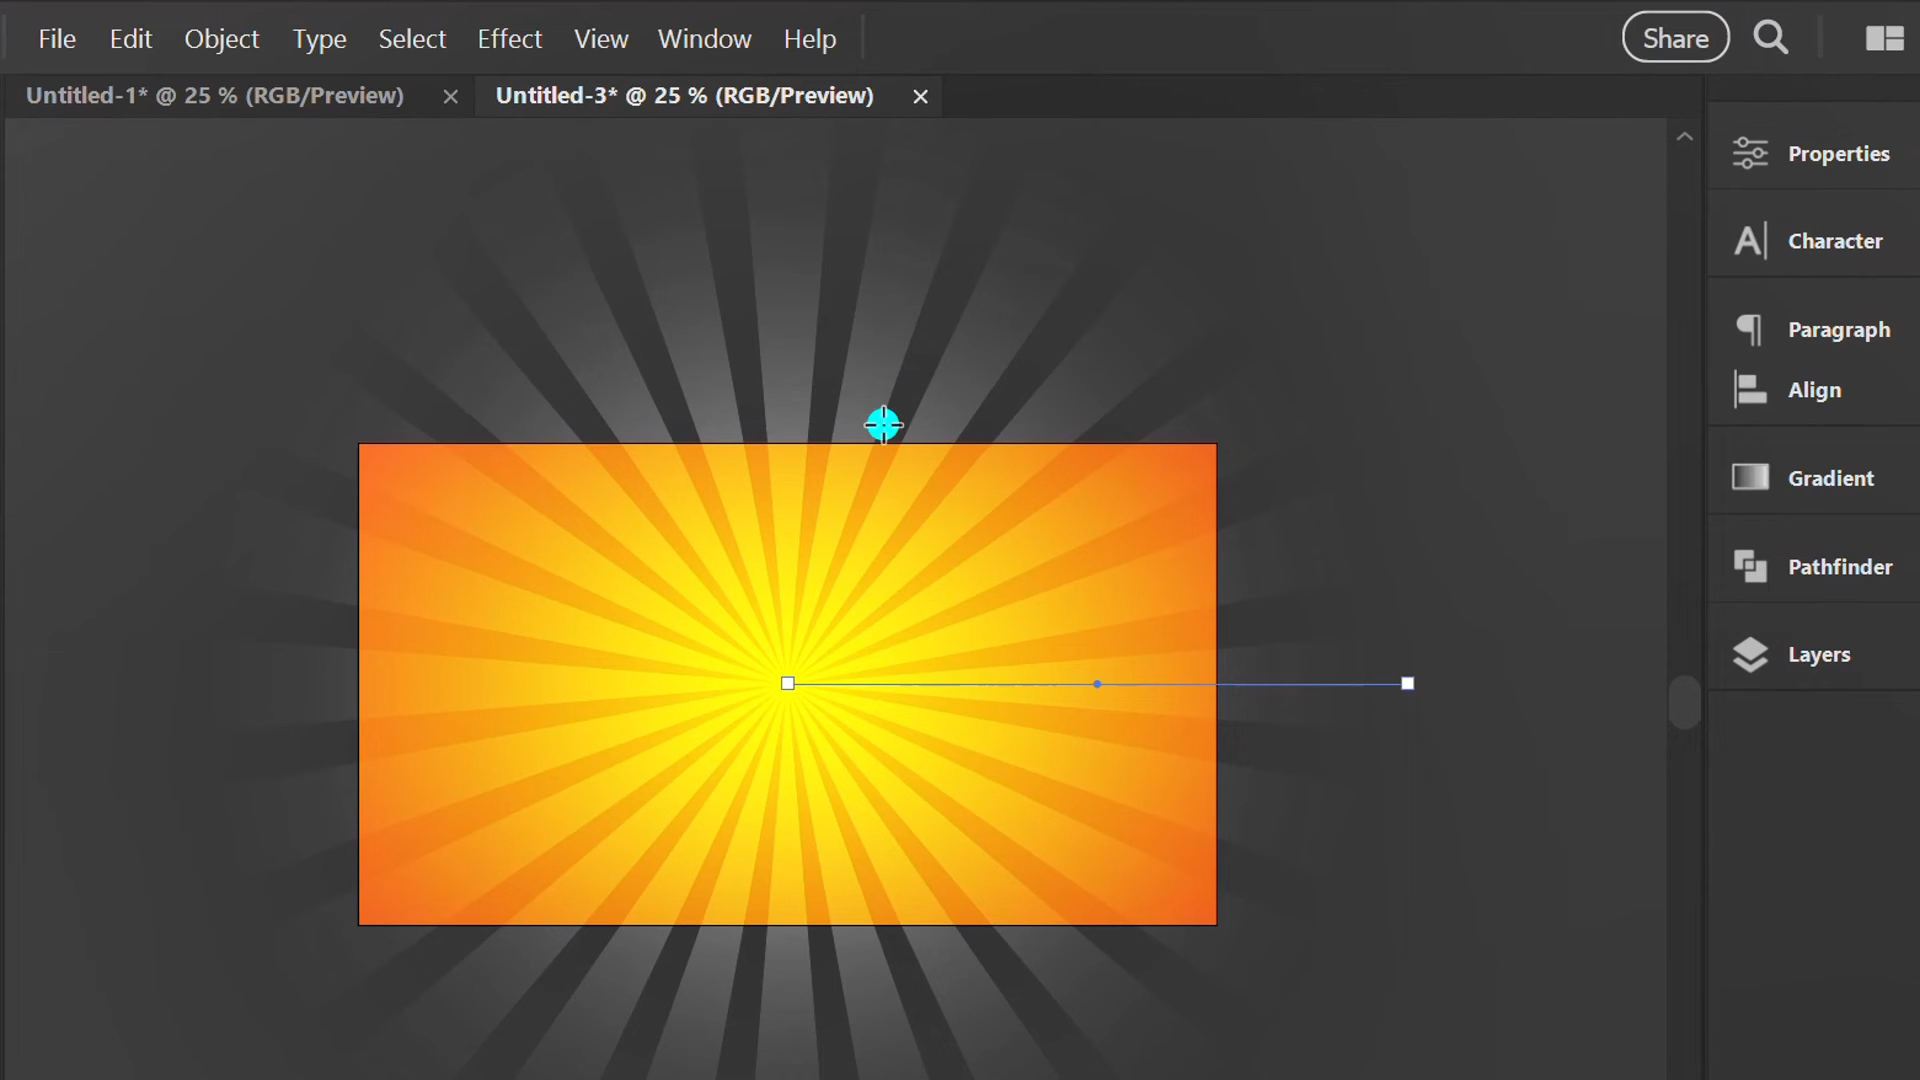 File Edit Object Type Select Effect View Window Help Share
Untitled-1* @ 25 % (RGB/Preview) Untitled-3* @ 25 % (RGB/Preview)
Properties
Character
Paragraph
Align
Gradient
Pathfinder
Layers